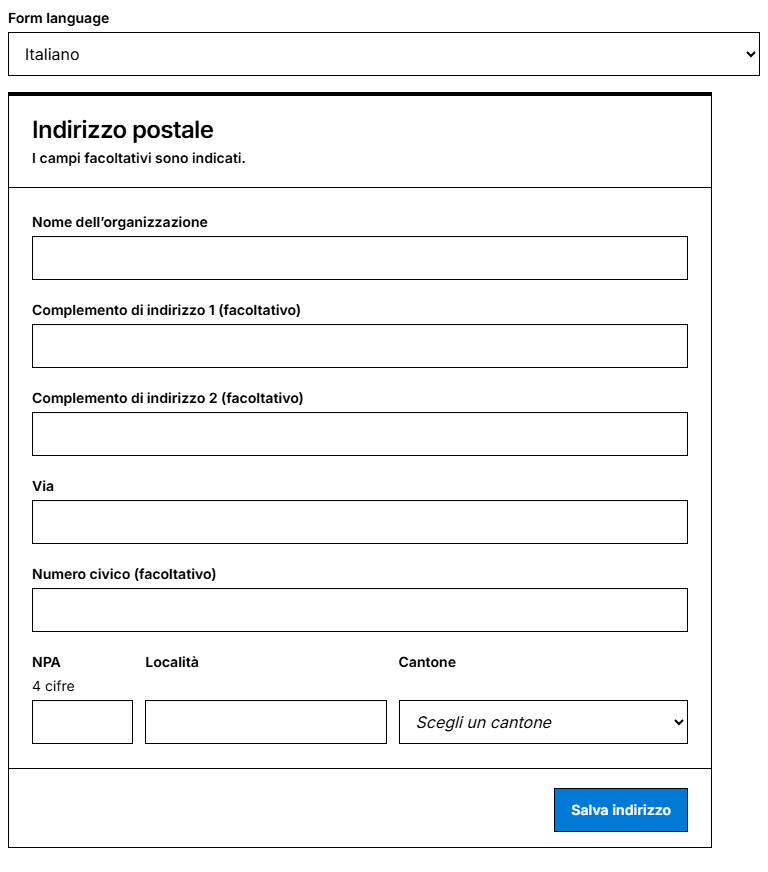 Form language
Italiano
Indirizzo postale
I campi facoltativi sono indicati.
Nome dell’organizzazione
Complemento di indirizzo 1 (facoltativo)
Complemento di indirizzo 2 (facoltativo)
Via
Numero civico (facoltativo)
NPA Località Cantone
4 cifre
Scegli un cantone
Salva indirizzo